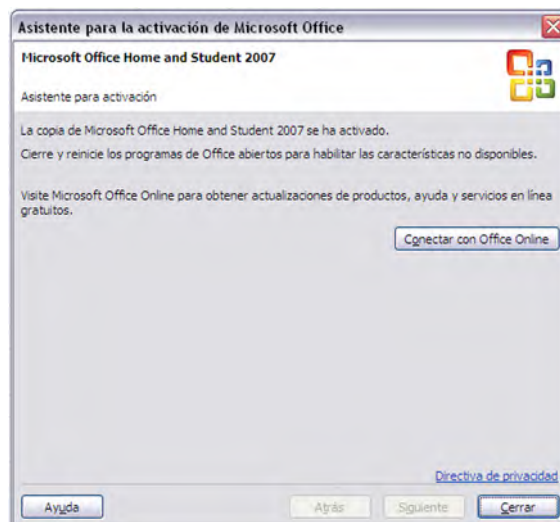 Asistente para la activación de Microsoft Office
Microsoft Office Home and Student 2007
Asistente para activación
La copia de Microsoft Office Home and Student 2007 se ha activado.
Cierre y reinicie los programas de Office abiertos para habilitar las características no disponibles.
Visite Microsoft Office Online para obtener actualizaciones de productos, ayuda y servicios en línea
gratuitos.
Conectar con Office Online
Directiva de privacidad
Ayuda Atrás Siguiente Cerrar